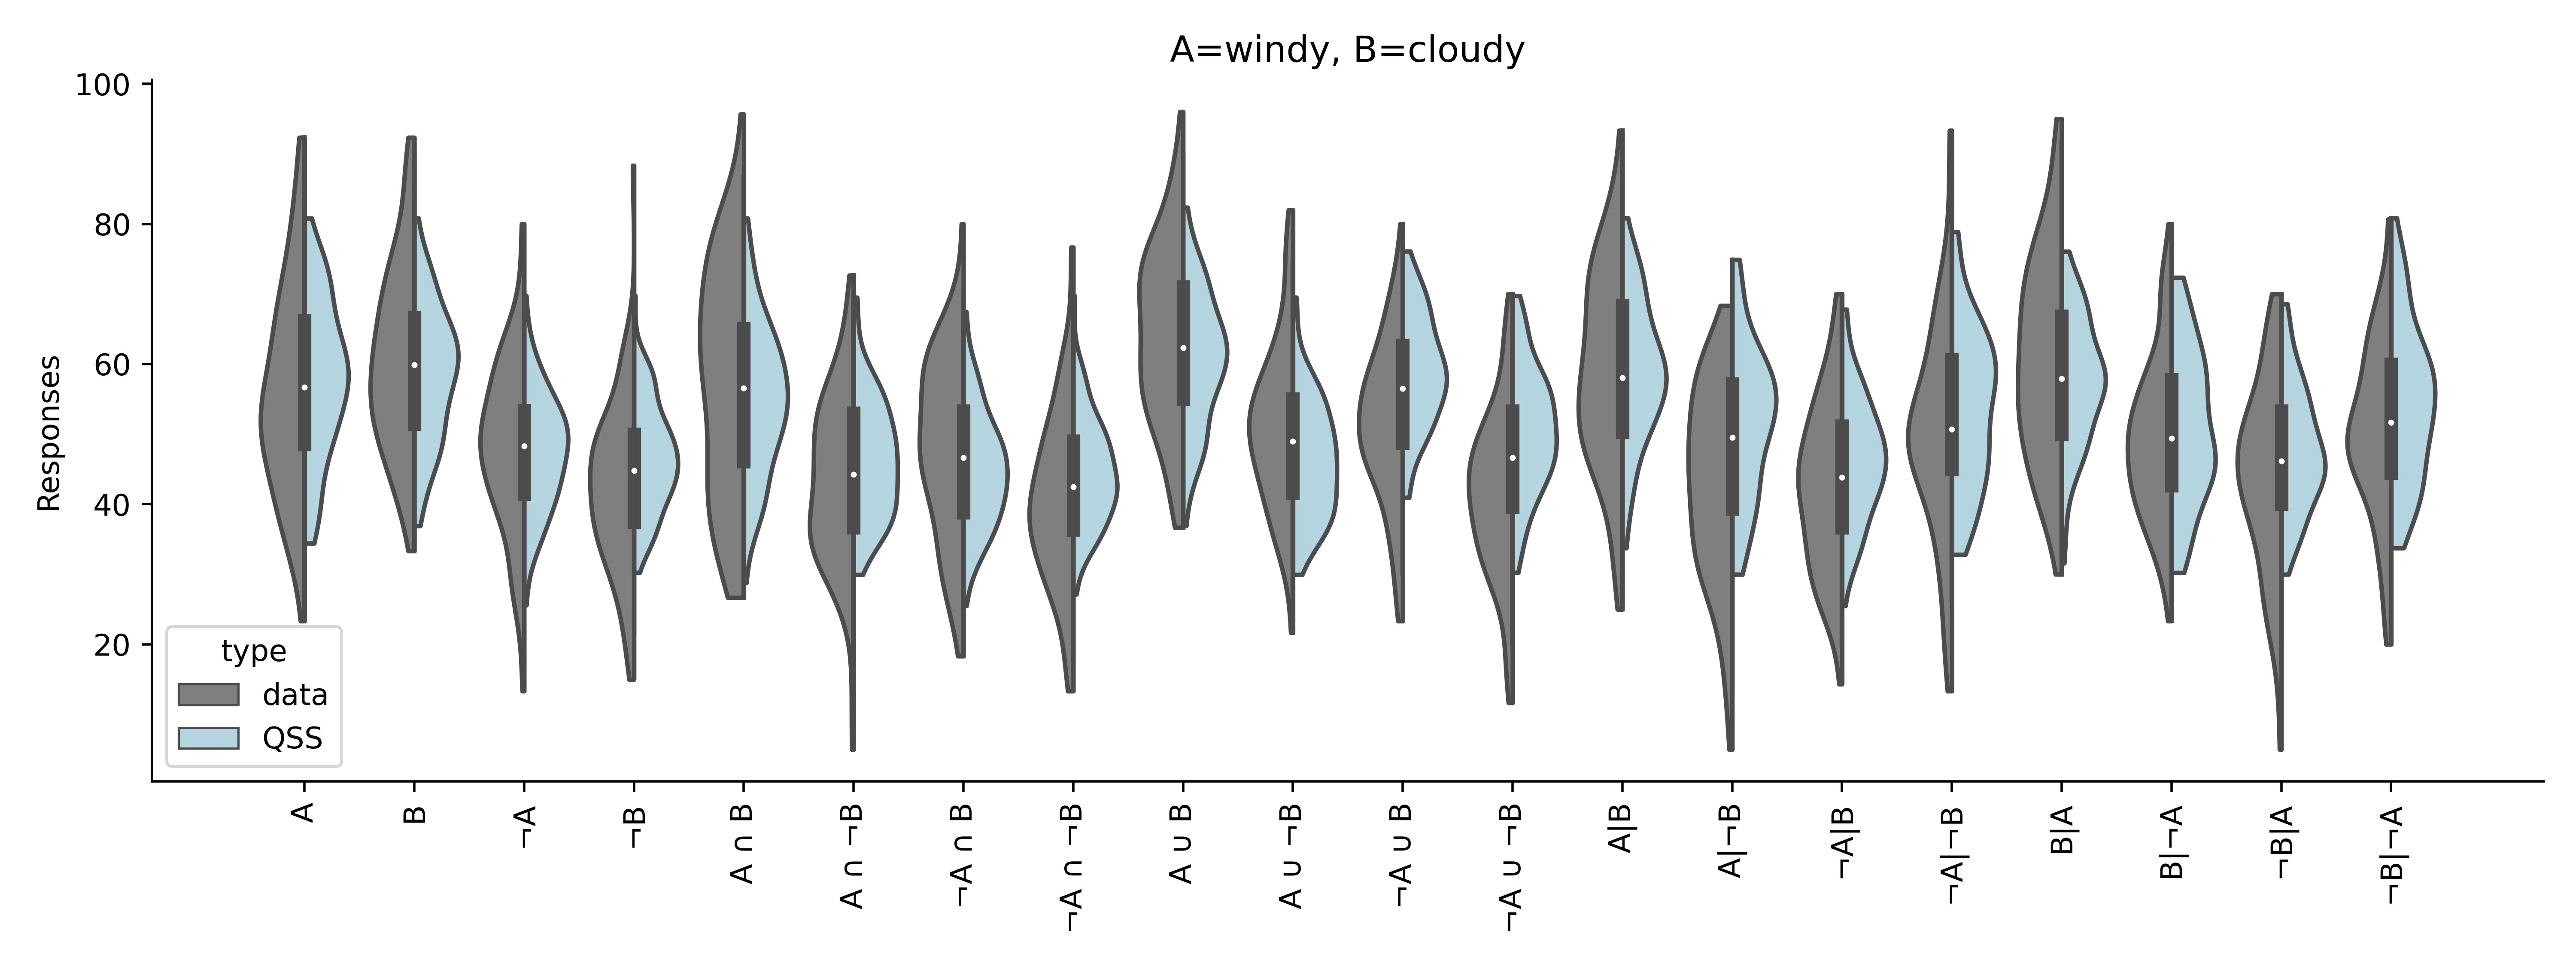 A=windy, B=cloudy
Responses
100
80
60
40
20
type
data
QSS
A
B
¬A
¬B
A ∩ B
A ∩ ¬B
¬A ∩ B
¬A ∩ ¬B
A ∪ B
A ∪ ¬B
¬A ∪ B
¬A ∪ ¬B
A|B
A|¬B
¬A|B
¬A|¬B
B|A
B|¬A
¬B|A
¬B|¬A